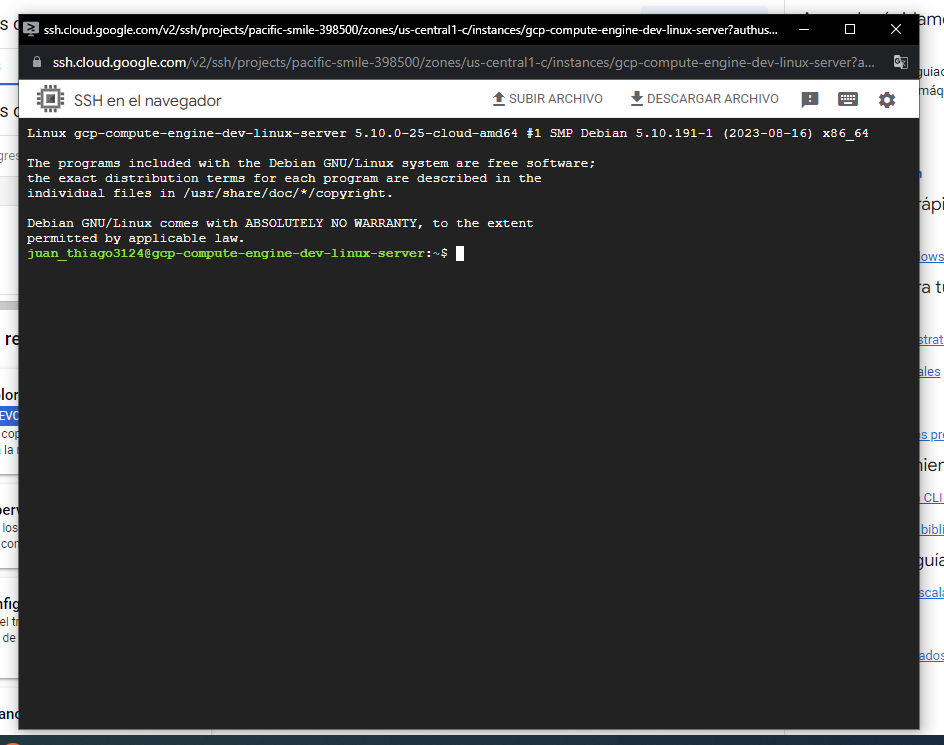 ssh.cloud.google.com/v2/ssh/projects/pacific-smile-398500/zones/us-central1-c/instances/gcp-compute-engine-dev-linux-server?authus...
ssh.cloud.google.com/v2/ssh/projects/pacific-smile-398500/zones/us-central1-c/instances/gcp-compute-engine-dev-linux-server?a...
SSH en el navegador
SUBIR ARCHIVO
DESCARGAR ARCHIVO
Linux gcp-compute-engine-dev-linux-server 5.10.0-25-cloud-amd64 #1 SMP Debian 5.10.191-1 (2023-08-16) x86_64
The programs included with the Debian GNU/Linux system are free software;
the exact distribution terms for each program are described in the
individual files in /usr/share/doc/*/copyright.
Debian GNU/Linux comes with ABSOLUTELY NO WARRANTY, to the extent
permitted by applicable law.
juan_thiago3124@gcp-compute-engine-dev-linux-server:~$